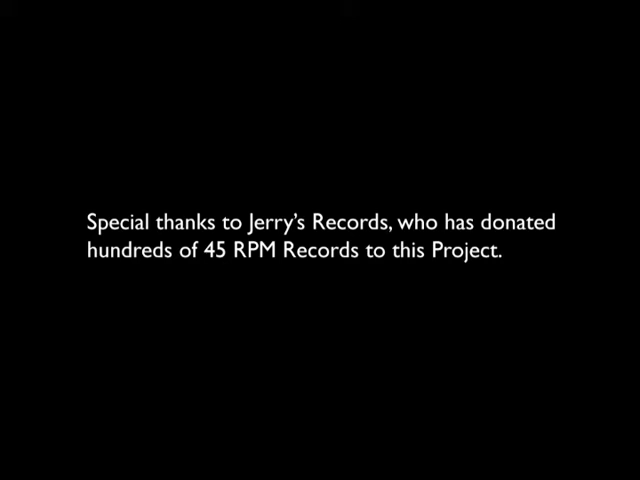 Special thanks to Jerry’s Records, who has donated
hundreds of 45 RPM Records to this Project.